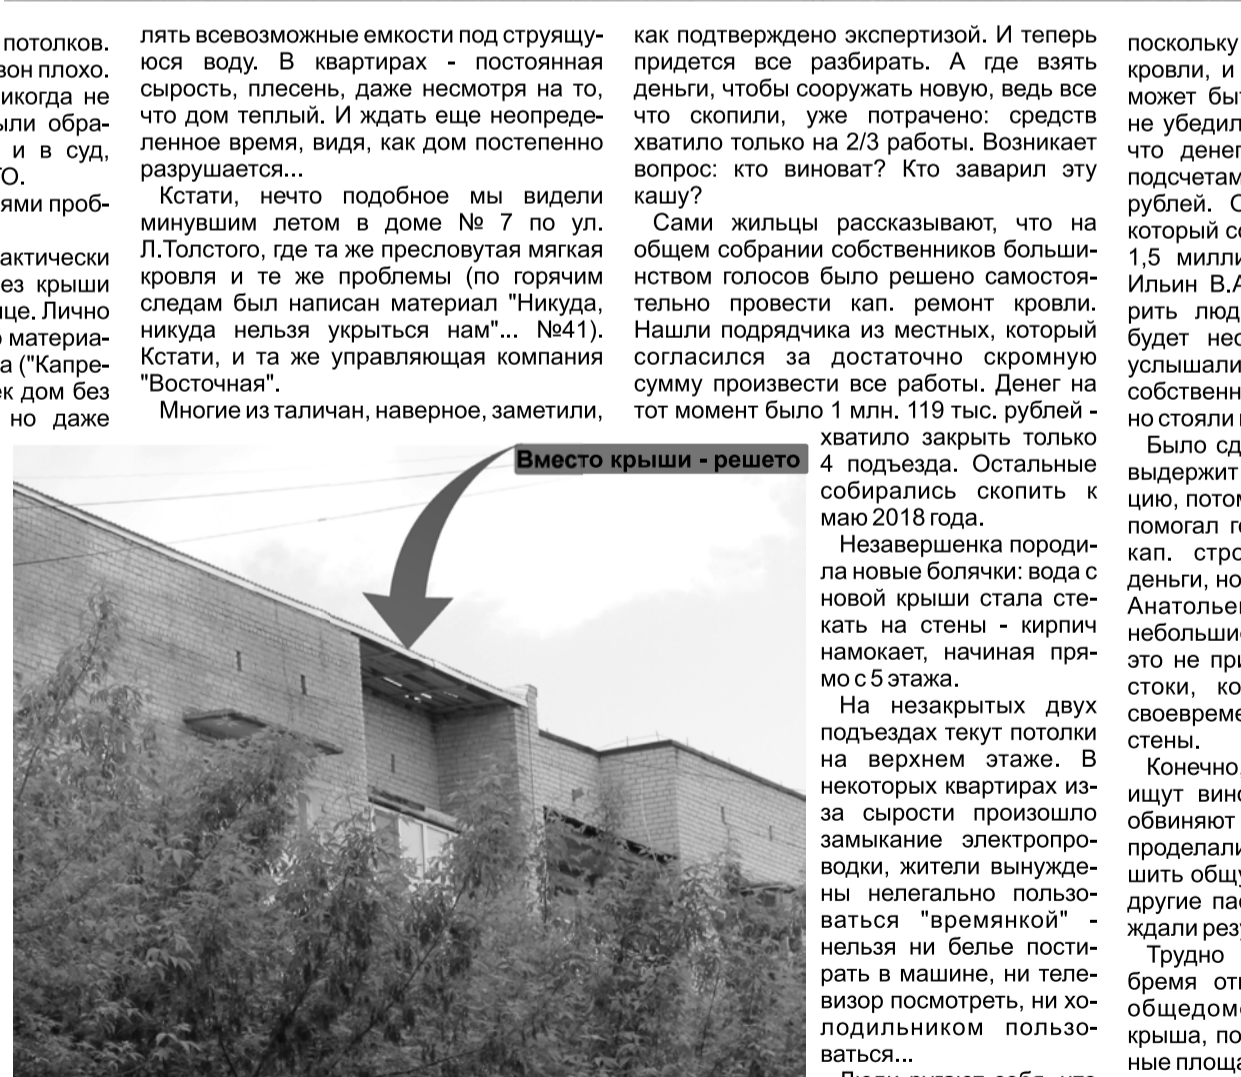 потолков.
вон плохо.
никогда не
были обра-
и в суд,
ТО.
ями проб-
актически
без крыши
ице. Лично
материа-
а ("Капре-
ек дом без
но даже
лять всевозможные емкости под струящу-
юся воду. В квартирах - постоянная
сырость, плесень, даже несмотря на то,
что дом теплый. И ждать еще неопреде-
ленное время, видя, как дом постепенно
разрушается...
Кстати, нечто подобное мы видели
минувшим летом в доме № 7 по ул.
Л.Толстого, где та же пресловутая мягкая
кровля и те же проблемы (по горячим
следам был написан материал "Никуда,
никуда нельзя укрыться нам"... №41).
Кстати, и та же управляющая компания
"Восточная".
Многие из таличан, наверное, заметили,
Вместо крыши - решето
как подтверждено экспертизой. И теперь
придется все разбирать. А где взять
деньги, чтобы сооружать новую, ведь все
что скопили, уже потрачено: средств
хватило только на 2/3 работы. Возникает
вопрос: кто виноват? Кто заварил эту
кашу?
Сами жильцы рассказывают, что на
общем собрании собственников больши-
нством голосов было решено самостоя-
тельно провести кап. ремонт кровли.
Нашли подрядчика из местных, который
согласился за достаточно скромную
сумму произвести все работы. Денег на
тот момент было 1 млн. 119 тыс. рублей -
хватило закрыть только
4 подъезда. Остальные
собирались скопить к
маю 2018 года.
Незавершенка породи-
ла новые болячки: вода с
новой крыши стала сте-
кать на стены - кирпич
намокает, начиная пря-
мо с 5 этажа.
На незакрытых двух
подъездах текут потолки
на верхнем этаже. В
некоторых квартирах из-
за сырости произошло
замыкание электропро-
водки, жители вынужде-
ны нелегально пользо-
ваться "времянкой" -
нельзя ни белье пости-
рать в машине, ни теле-
визор посмотреть, ни хо-
лодильником пользо-
ваться...
поскольку
кровли, и
может быт
не убедил
что денег
подсчетам
рублей. С
который со
1,5 милли
Ильин В.А
рить люд
будет нес
услышали
собственн
но стояли
Было сд
выдержит
цию, потом
помогал г
кап. стро
деньги, но
Анатольев
небольши
это не при
стоки, ко
своевреме
стены.
Конечно,
ищут вино
обвиняют
проделали
шить общу
другие пас
ждали резу
Трудно
бремя отв
общедомо
крыша, по
ные площа